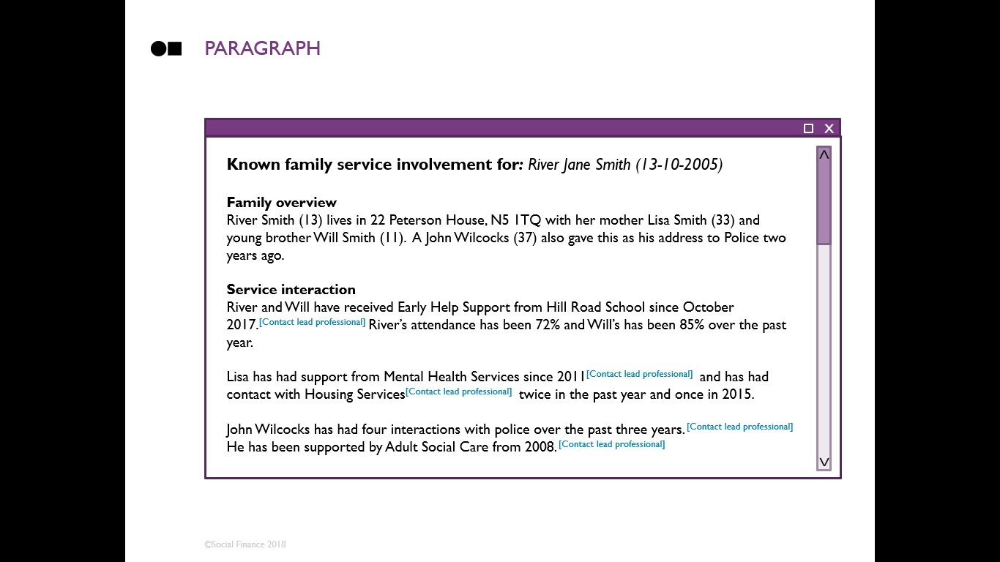 PARAGRAPH
X
Known family service involvement for: River Jane Smith (13-10-2005)
Family overview
River Smith (13) lives in 22 Peterson House, N5 1TQ with her mother Lisa Smith (33) and
young brother Will Smith (11). A John Wilcocks (37) also gave this as his address to Police two
years ago.
Service interaction
River and Will have received Early Help Support from Hill Road School since October
2017.[Contact lead professional] River's attendance has been 72% and Will's has been 85% over the past
year.
Lisa has had support from Mental Health Services since 2011[Contact lead professional] and has had
contact with Housing Services[Contact lead professional] twice in the past year and once in 2015.
John Wilcocks has had four interactions with police over the past three years.[Contact lead professional]
He has been supported by Adult Social Care from 2008.[Contact lead professional]
©Social Finance 2018